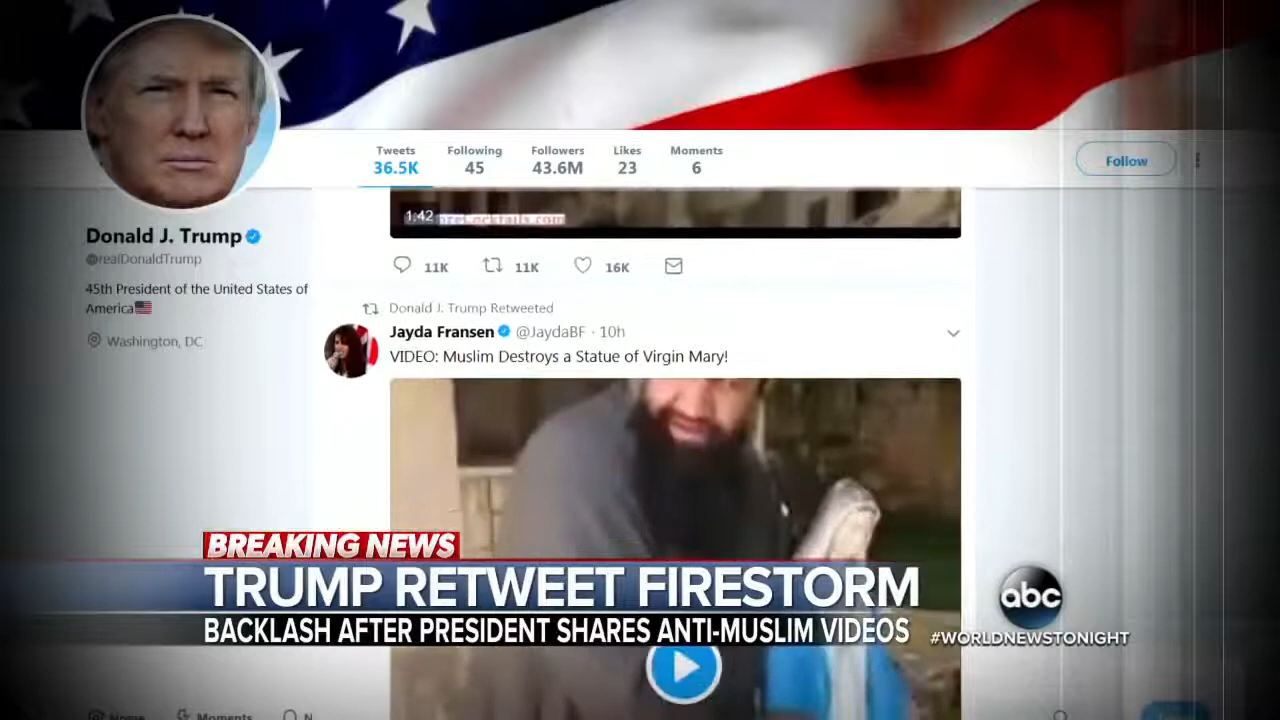 Tweets
36.5K
Following
45
Followers
43.6M
Likes
23
Moments
6
Follow
Donald J. Trump
@realDonaldTrump
45th President of the United States of
America
Washington, DC
1:42
11K
11K
16K
Donald J. Trump Retweeted
Jayda Fransen @JaydaBF · 10h
VIDEO: Muslim Destroys a Statue of Virgin Mary!
BREAKING NEWS
TRUMP RETWEET FIRESTORM
BACKLASH AFTER PRESIDENT SHARES ANTI-MUSLIM VIDEOS
abc
#WORLDNEWSTONIGHT
Home
Moments
N